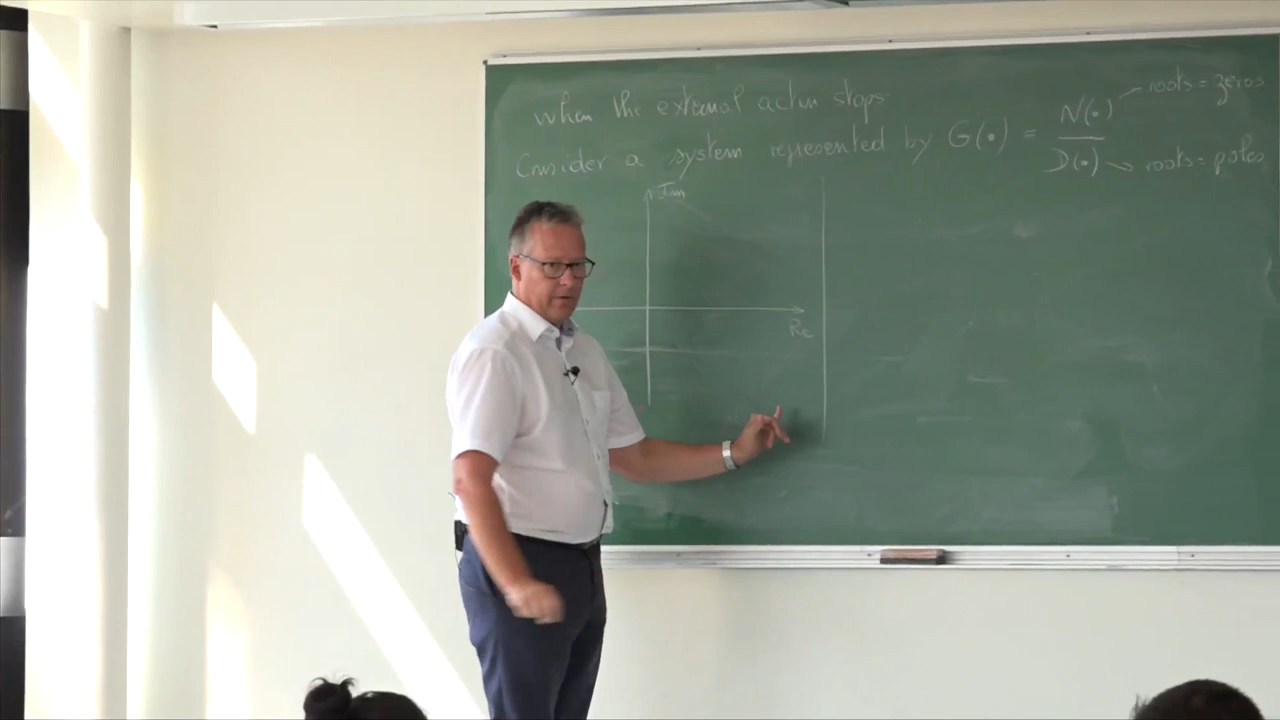 when the external action stops
Consider a system represented by G(•) = N(•) / D(•)
roots = zeros
roots = poles
Im
Re